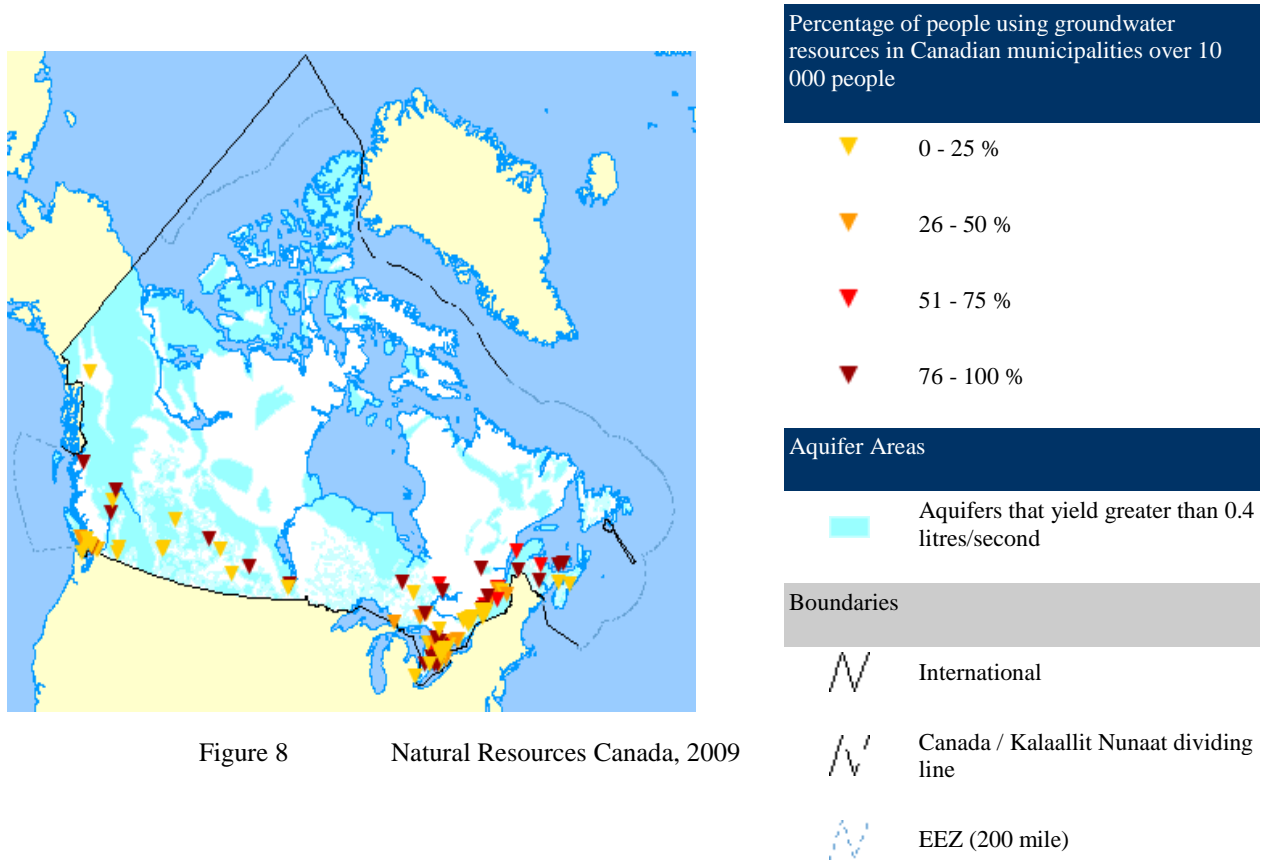 Percentage of people using groundwater
resources in Canadian municipalities over 10
000 people
0 - 25 %
26 - 50 %
51 - 75 %
76 - 100 %
Aquifer Areas
Aquifers that yield greater than 0.4
litres/second
Boundaries
International
Canada / Kalaallit Nunaat dividing
line
EEZ (200 mile)
Figure 8 Natural Resources Canada, 2009